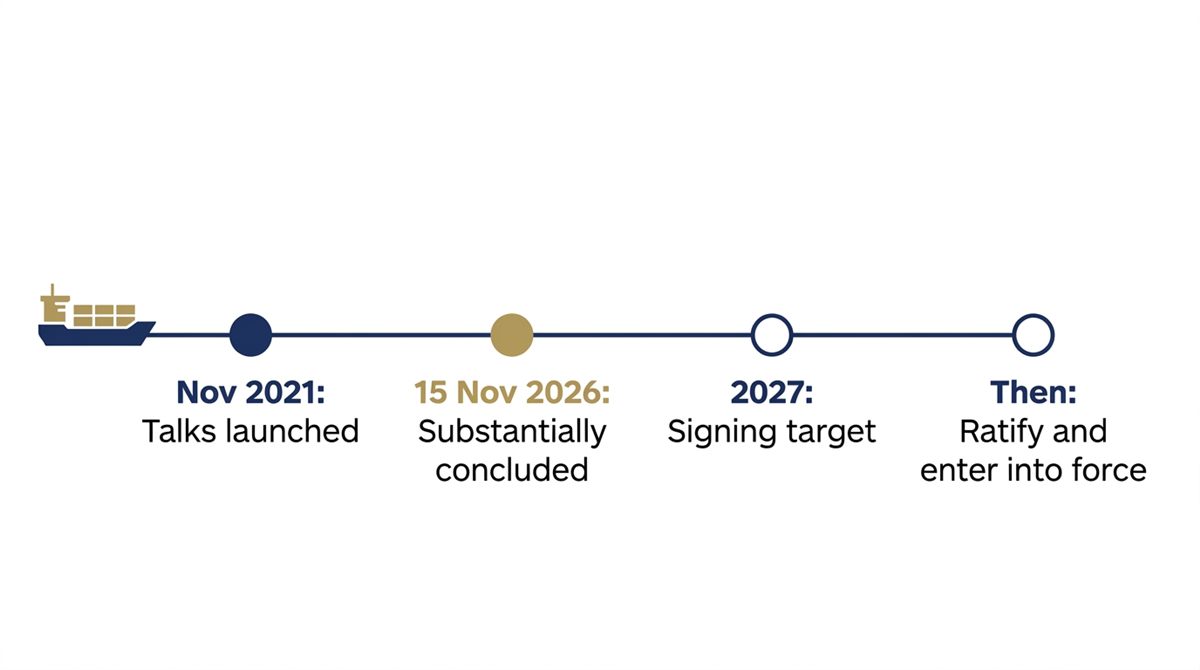 Nov 2021:
Talks launched
15 Nov 2026:
Substantially
concluded
2027:
Signing target
Then:
Ratify and
enter into force